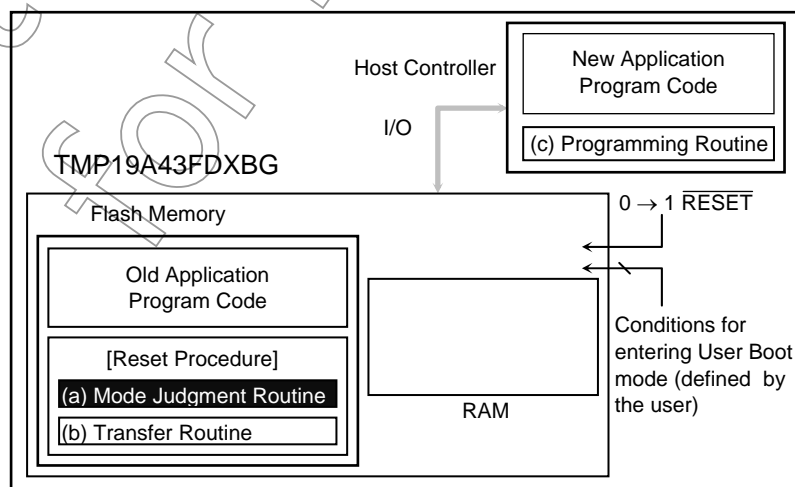 Host Controller
New Application
Program Code
I/O
(c) Programming Routine
TMP19A43FDXBG
0 → 1 RESET
Flash Memory
Old Application
Program Code
[Reset Procedure]
(a) Mode Judgment Routine
(b) Transfer Routine
RAM
Conditions for
entering User Boot
mode (defined by
the user)
for